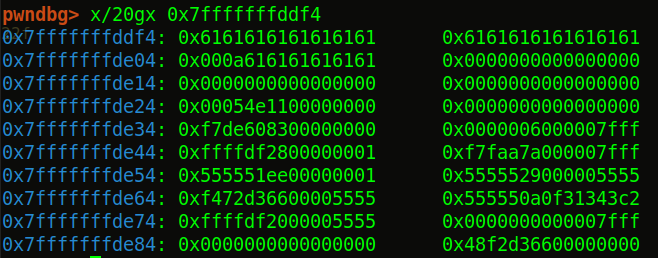 pwndbg> x/20gx 0x7fffffffddf4
0x7fffffffddf4: 0x6161616161616161 0x6161616161616161
0x7fffffffde04: 0x000a616161616161 0x0000000000000000
0x7fffffffde14: 0x0000000000000000 0x0000000000000000
0x7fffffffde24: 0x00054e1100000000 0x0000000000000000
0x7fffffffde34: 0xf7de608300000000 0x0000006000007fff
0x7fffffffde44: 0xffffdf2800000001 0xf7faa7a000007fff
0x7fffffffde54: 0x555551ee00000001 0x5555529000005555
0x7fffffffde64: 0xf472d36600005555 0x555550a0f31343c2
0x7fffffffde74: 0xffffdf2000005555 0x0000000000007fff
0x7fffffffde84: 0x0000000000000000 0x48f2d36600000000